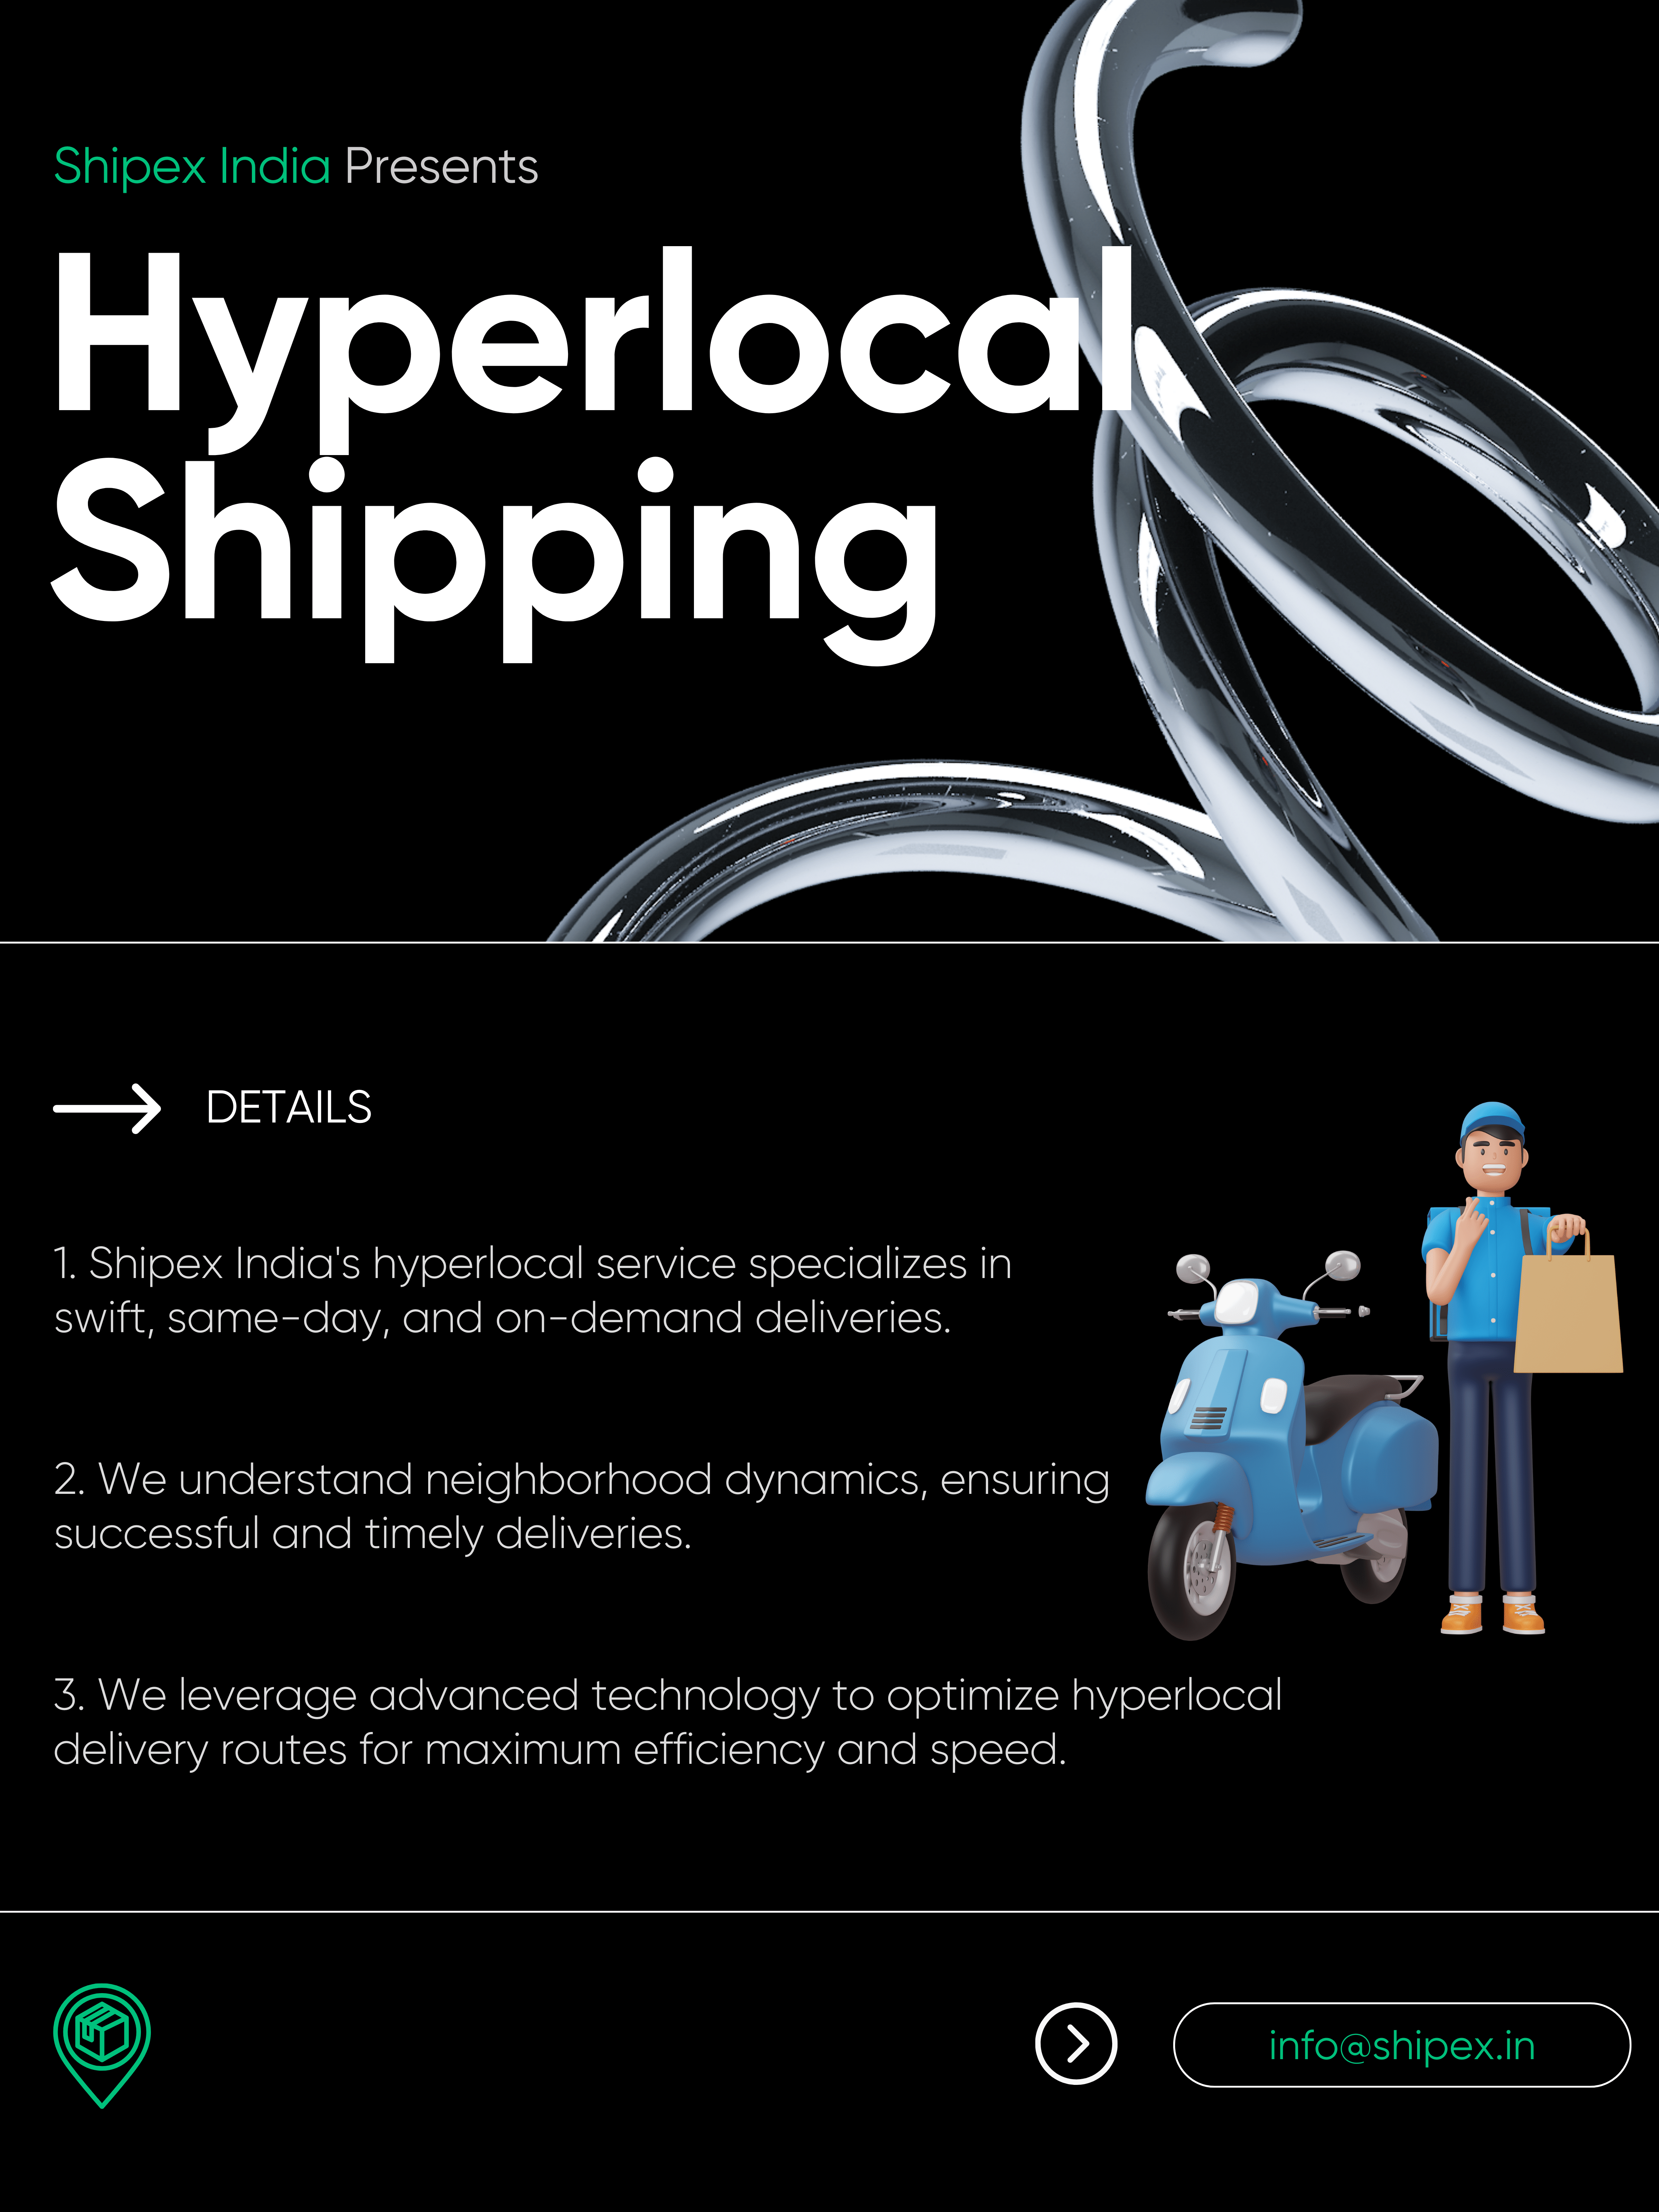 Shipex India Presents
Hyperlocal
Shipping
DETAILS
1. Shipex India's hyperlocal service specializes in
swift, same-day, and on-demand deliveries.
2. We understand neighborhood dynamics, ensuring
successful and timely deliveries.
3. We leverage advanced technology to optimize hyperlocal
delivery routes for maximum efficiency and speed.
info@shipex.in